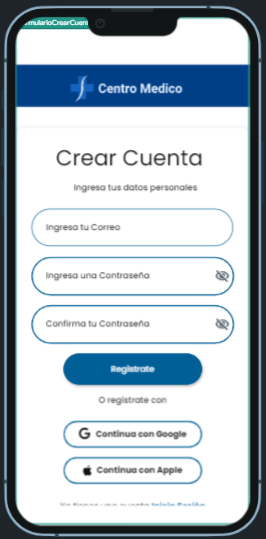 rmularioCrearCuent
Centro Medico
Crear Cuenta
Ingresa tus datos personales
Ingresa tu Correo
Ingresa una Contraseña
Confirma tu Contraseña
Registrate
O registrate con
Continua con Google
Continua con Apple
Ya tienes una cuenta Inicia Sesión